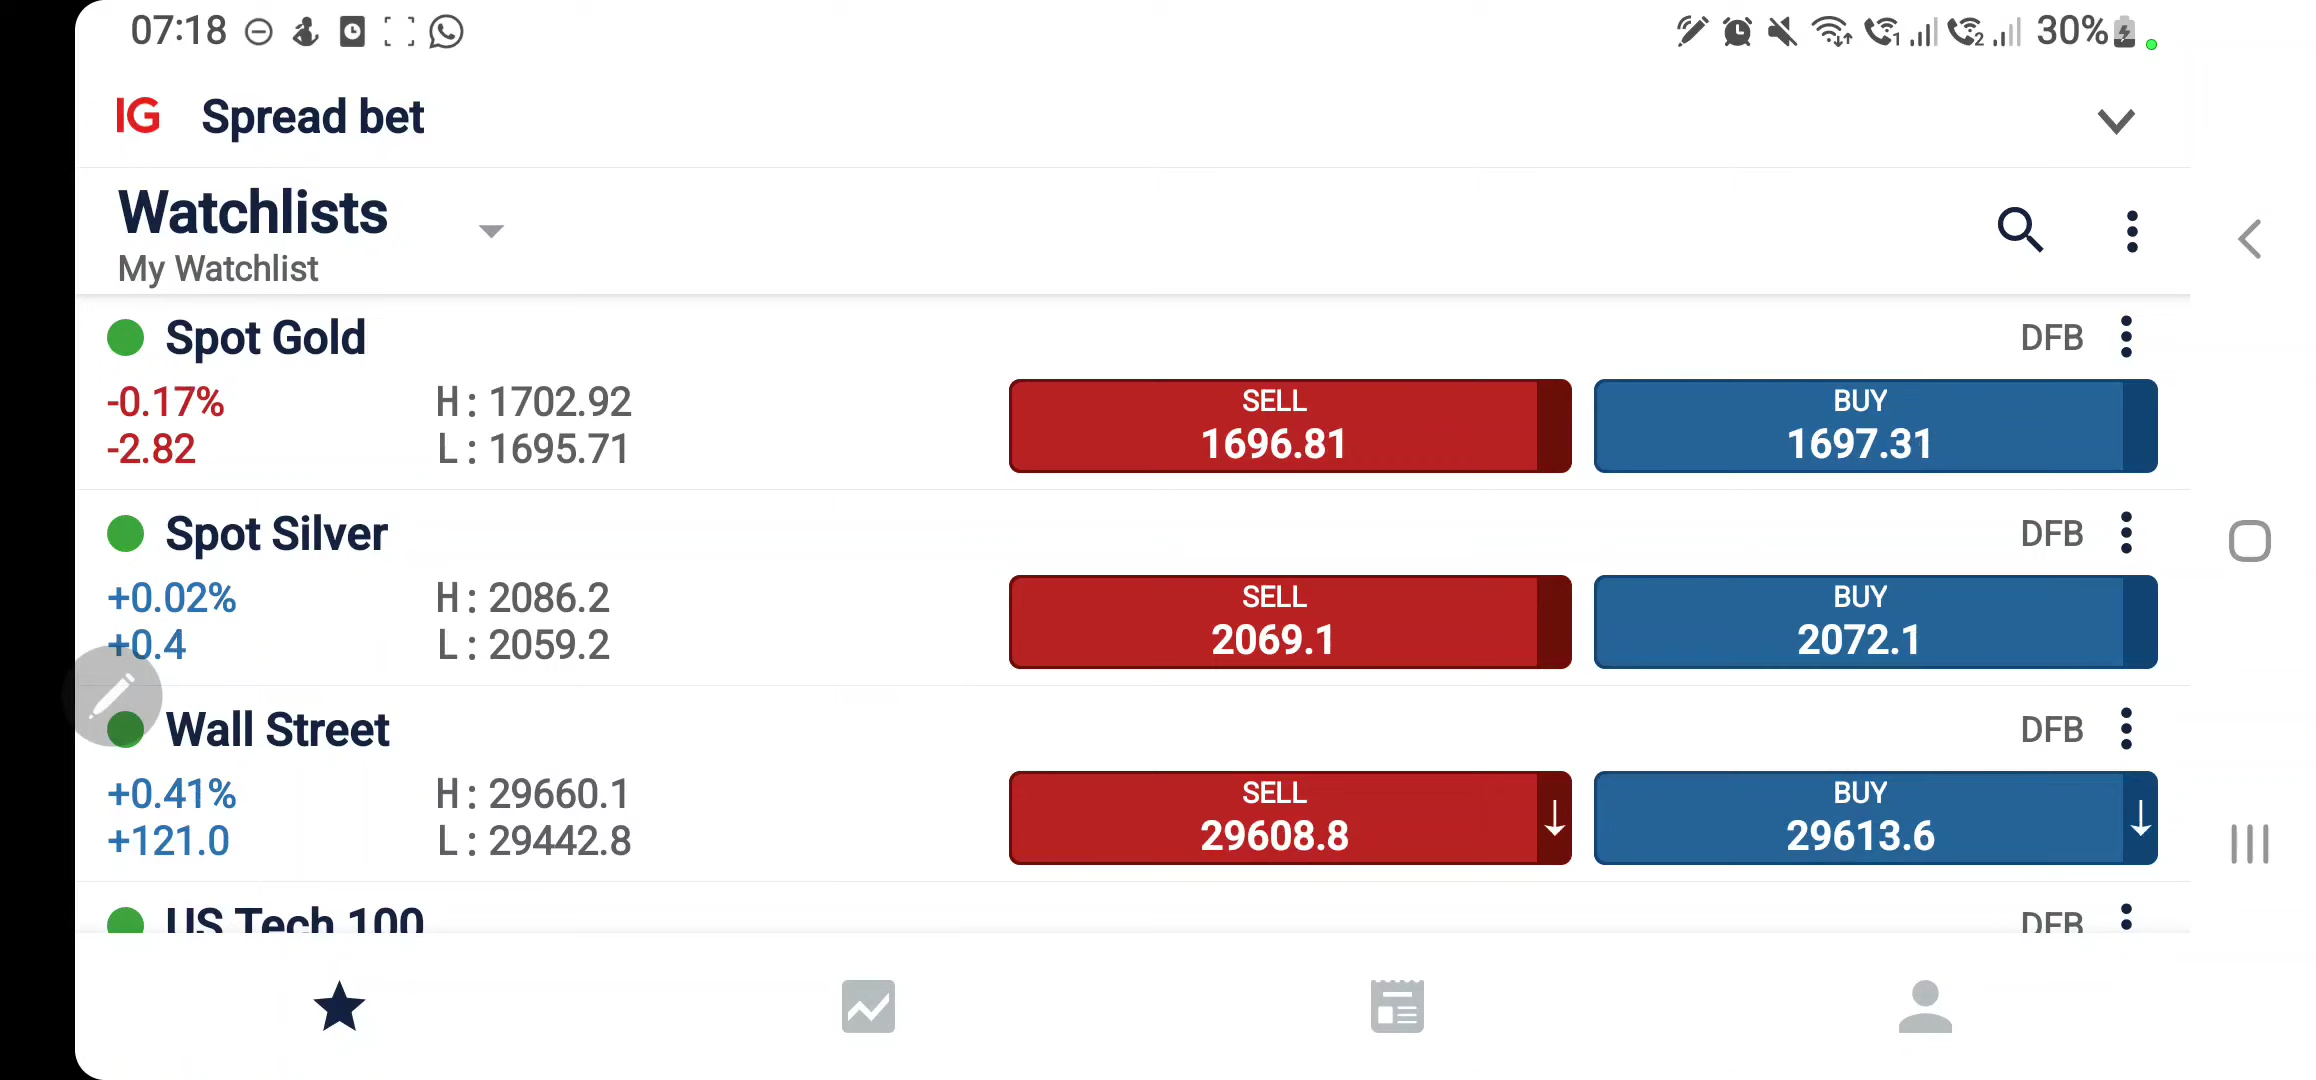 07:18 30%
IG Spread bet
Watchlists
My Watchlist
Spot Gold DFB
-0.17% H: 1702.92 SELL BUY
-2.82 L: 1695.71 1696.81 1697.31
Spot Silver DFB
+0.02% H: 2086.2 SELL BUY
+0.4 L: 2059.2 2069.1 2072.1
Wall Street DFB
+0.41% H: 29660.1 SELL BUY
+121.0 L: 29442.8 29608.8 29613.6
US Tech 100 DFB